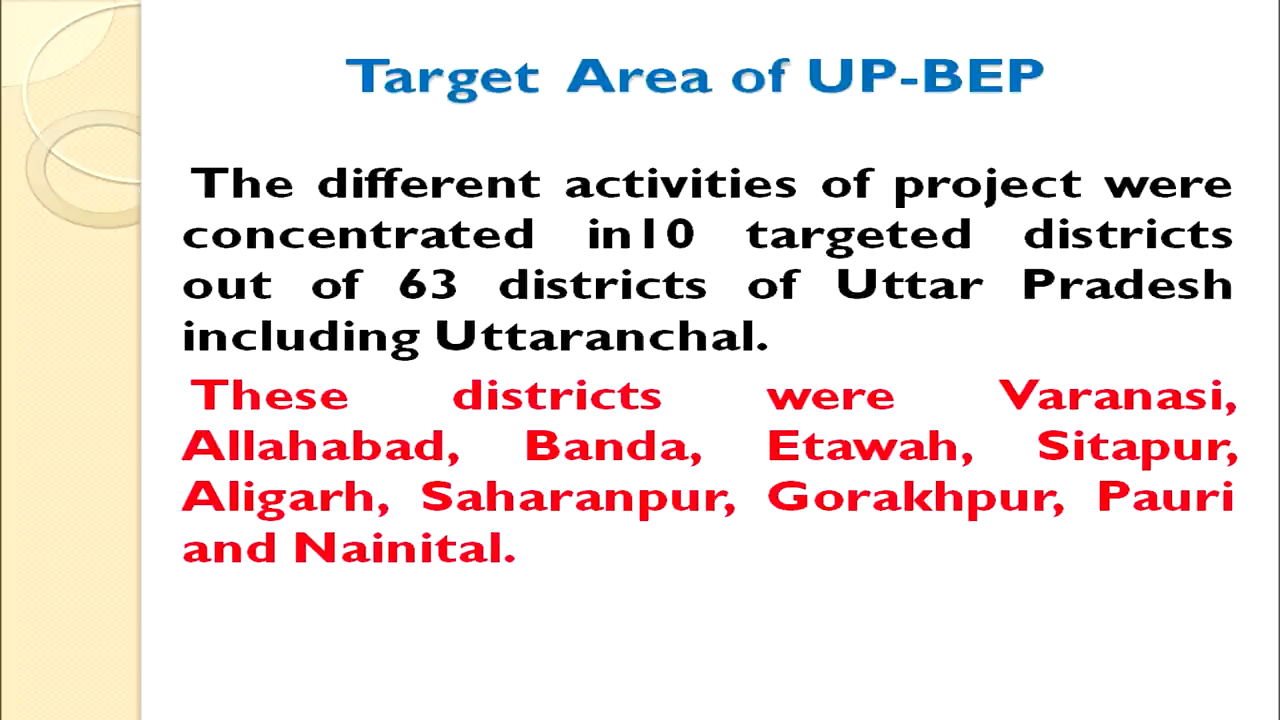 Target Area of UP-BEP
The different activities of project were
concentrated in10 targeted districts
out of 63 districts of Uttar Pradesh
including Uttaranchal.
These districts were Varanasi,
Allahabad, Banda, Etawah, Sitapur,
Aligarh, Saharanpur, Gorakhpur, Pauri
and Nainital.